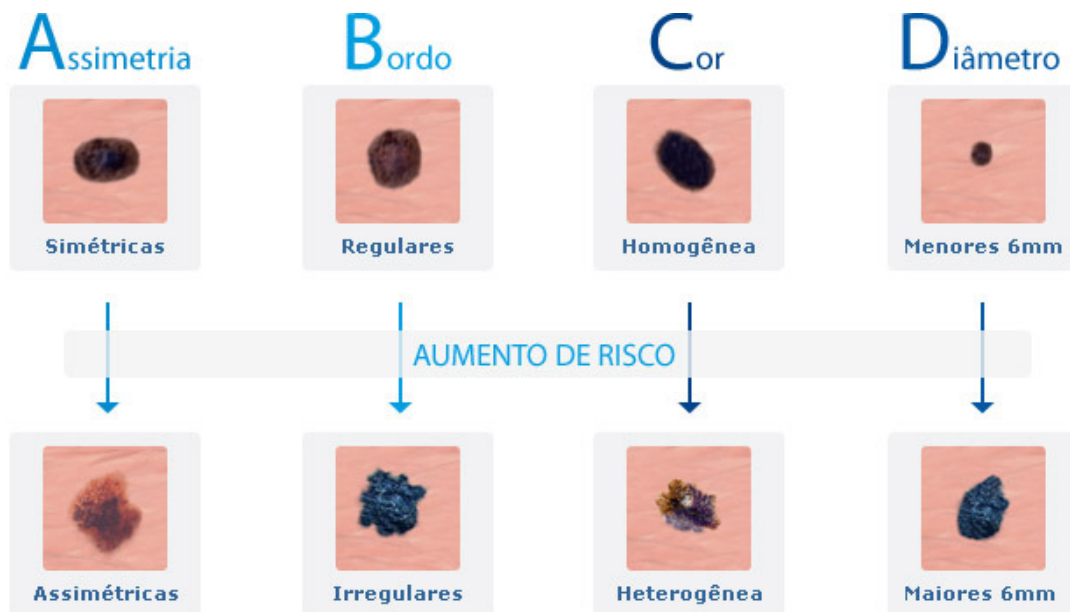 Assimetria
Bordo
Cor
Diâmetro
Simétricas
Regulares
Homogênea
Menores 6mm
AUMENTO DE RISCO
Assimétricas
Irregulares
Heterogênea
Maiores 6mm